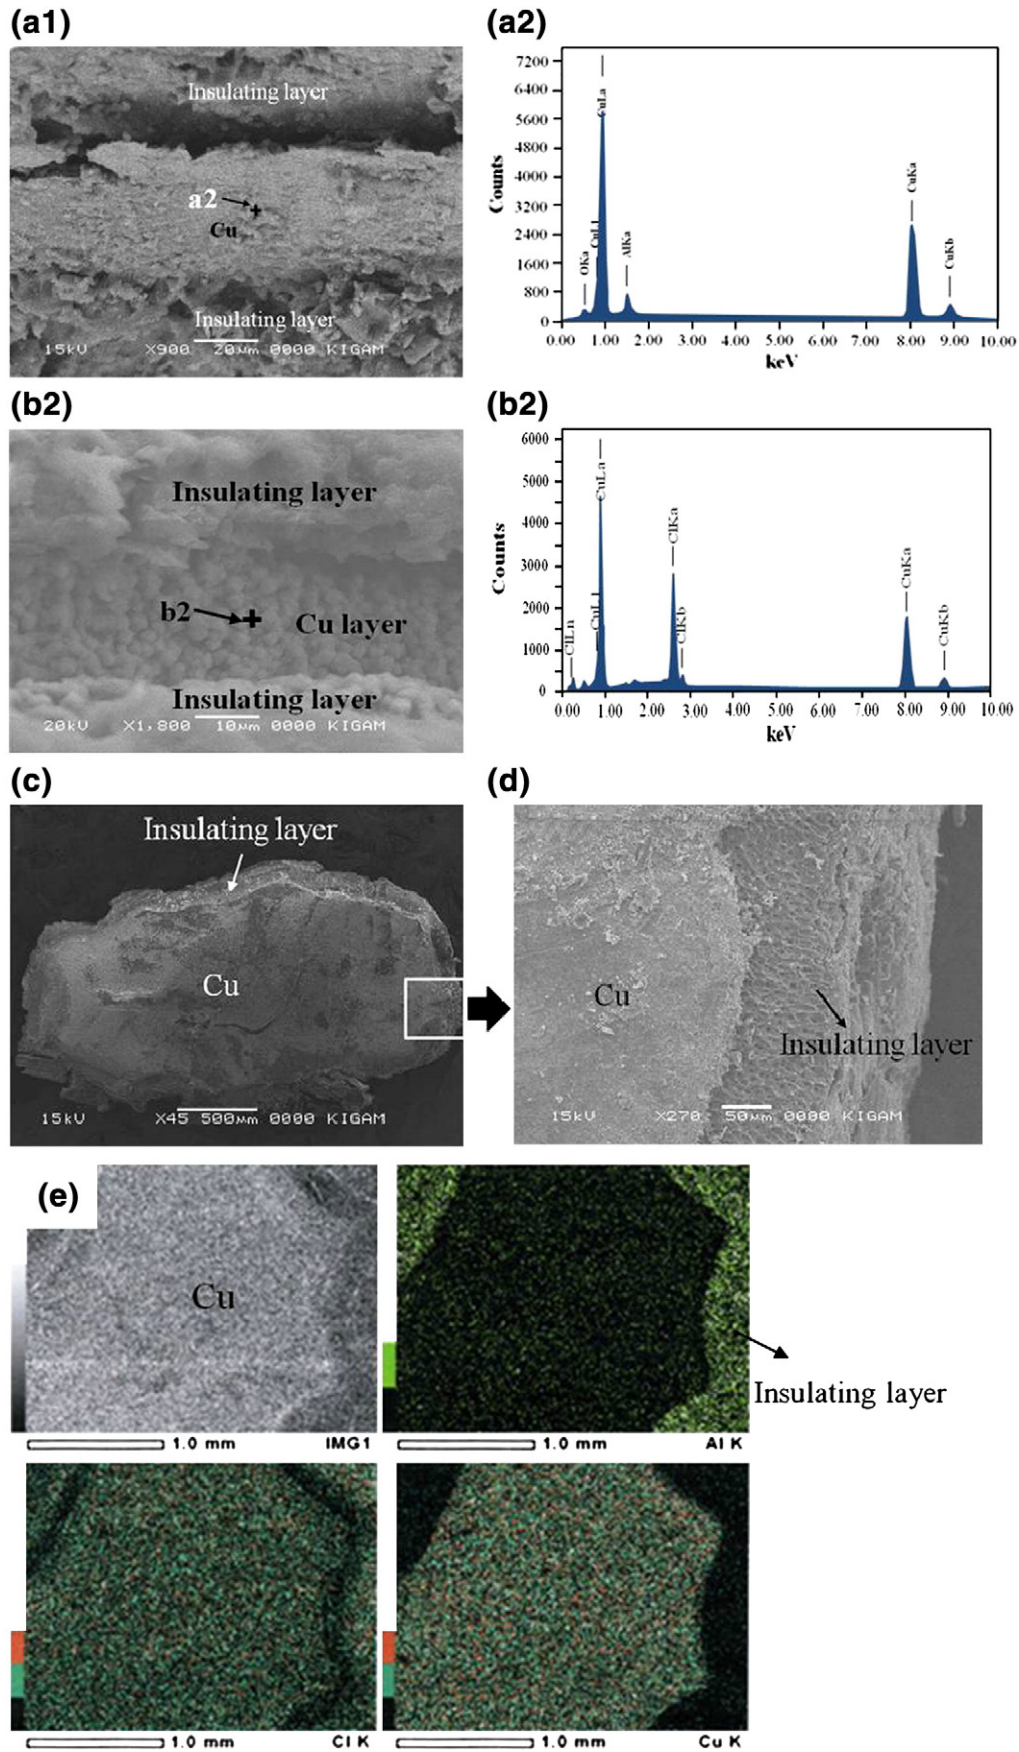 (a1)
Insulating layer
a2
Cu
Insulating layer
15kV X900 20µm 0000 KIGAM
(a2)
7200
6400
5600
4800
4000
3200
2400
1600
800
0
Counts
OKa
CuLl
CuLa
AlKa
CuKa
CuKb
0.00 1.00 2.00 3.00 4.00 5.00 6.00 7.00 8.00 9.00 10.00
keV
(b2)
Insulating layer
b2
Cu layer
Insulating layer
20kV X1,800 10µm 0000 KIGAM
(b2)
6000
5000
4000
3000
2000
1000
0
Counts
ClLn
CuLl
CuLa
ClKa
ClKb
CuKa
CuKb
0.00 1.00 2.00 3.00 4.00 5.00 6.00 7.00 8.00 9.00 10.00
keV
(c)
Insulating layer
Cu
15kV X45 500µm 0000 KIGAM
(d)
Cu
Insulating layer
15kV X270 50µm 0000 KIGAM
(e)
Cu
1.0 mm IMG1
1.0 mm Al K
Insulating layer
1.0 mm Cl K
1.0 mm Cu K